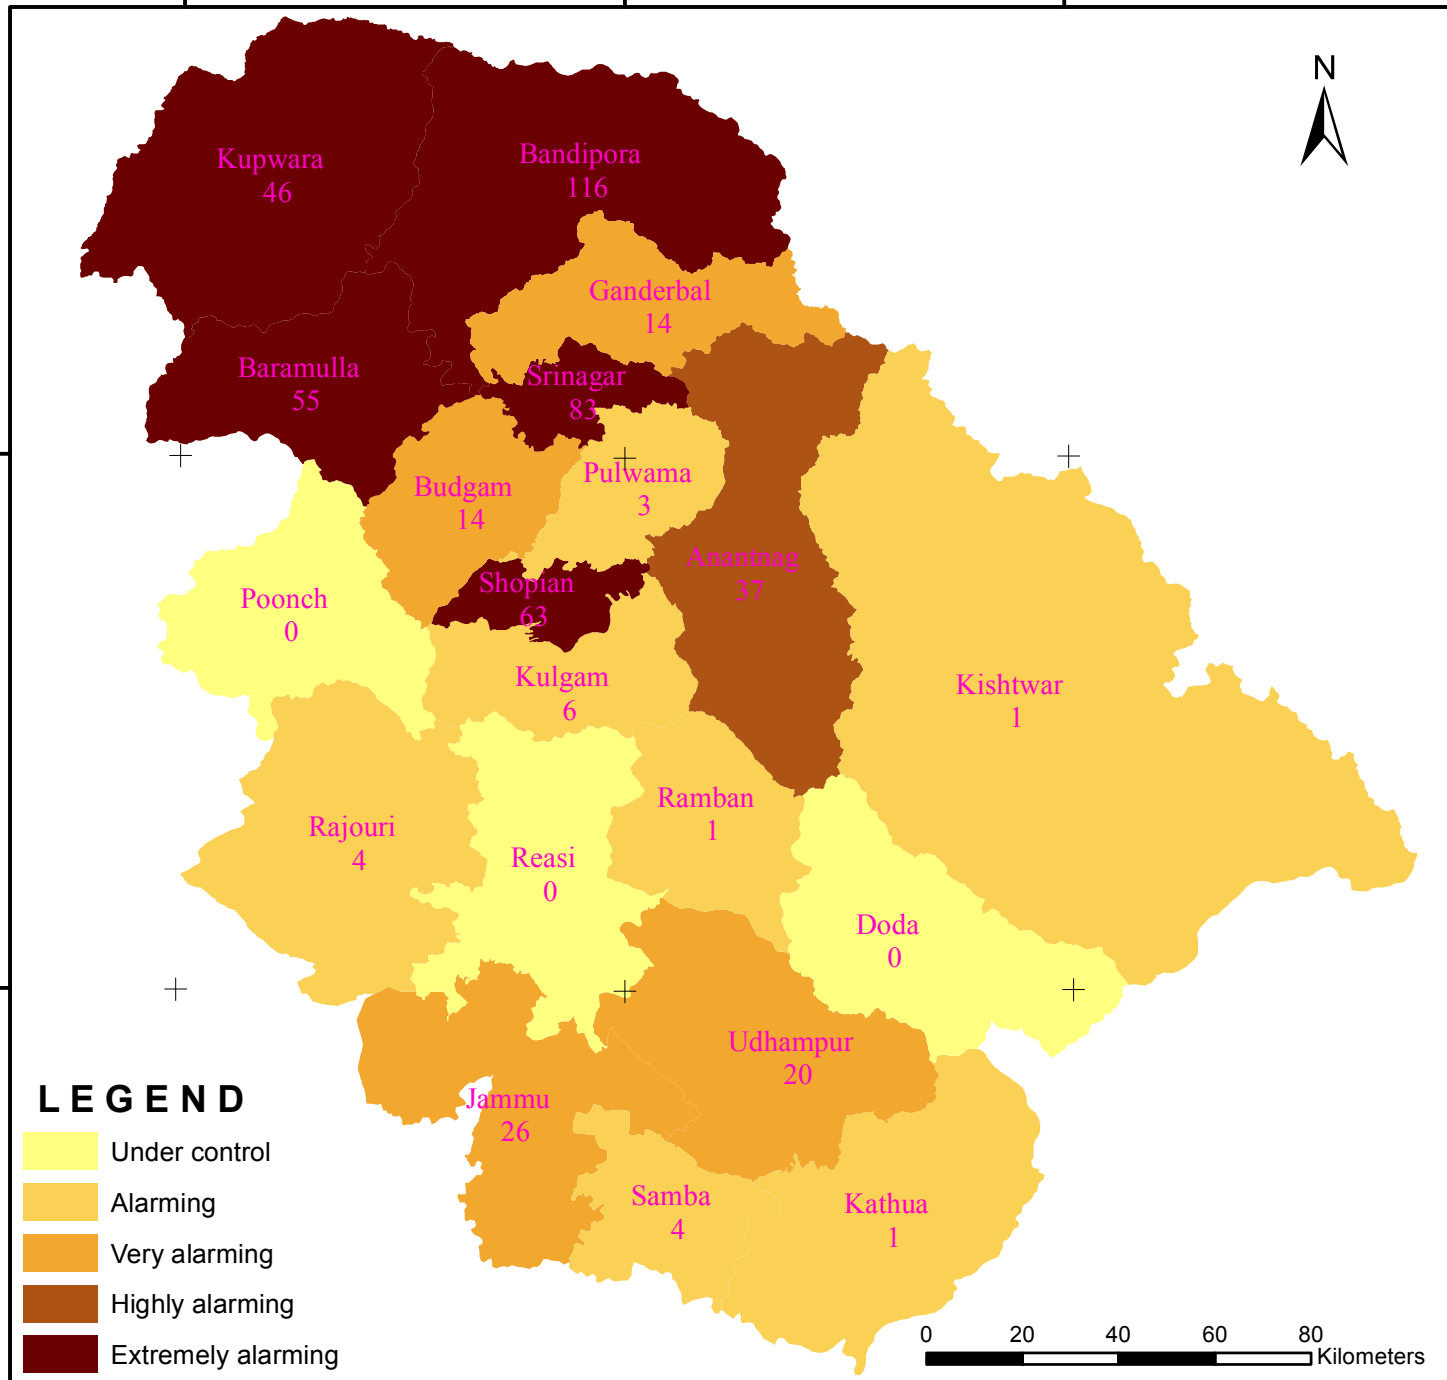 N
Kupwara
46
Bandipora
116
Ganderbal
14
Baramulla
55
Srinagar
83
Budgam
14
Pulwama
3
Anantnag
37
Shopian
63
Poonch
0
Kulgam
6
Kishtwar
1
Rajouri
4
Ramban
1
Reasi
0
Doda
0
Udhampur
20
Jammu
26
Samba
4
Kathua
1
LEGEND
Under control
Alarming
Very alarming
Highly alarming
Extremely alarming
0 20 40 60 80
Kilometers